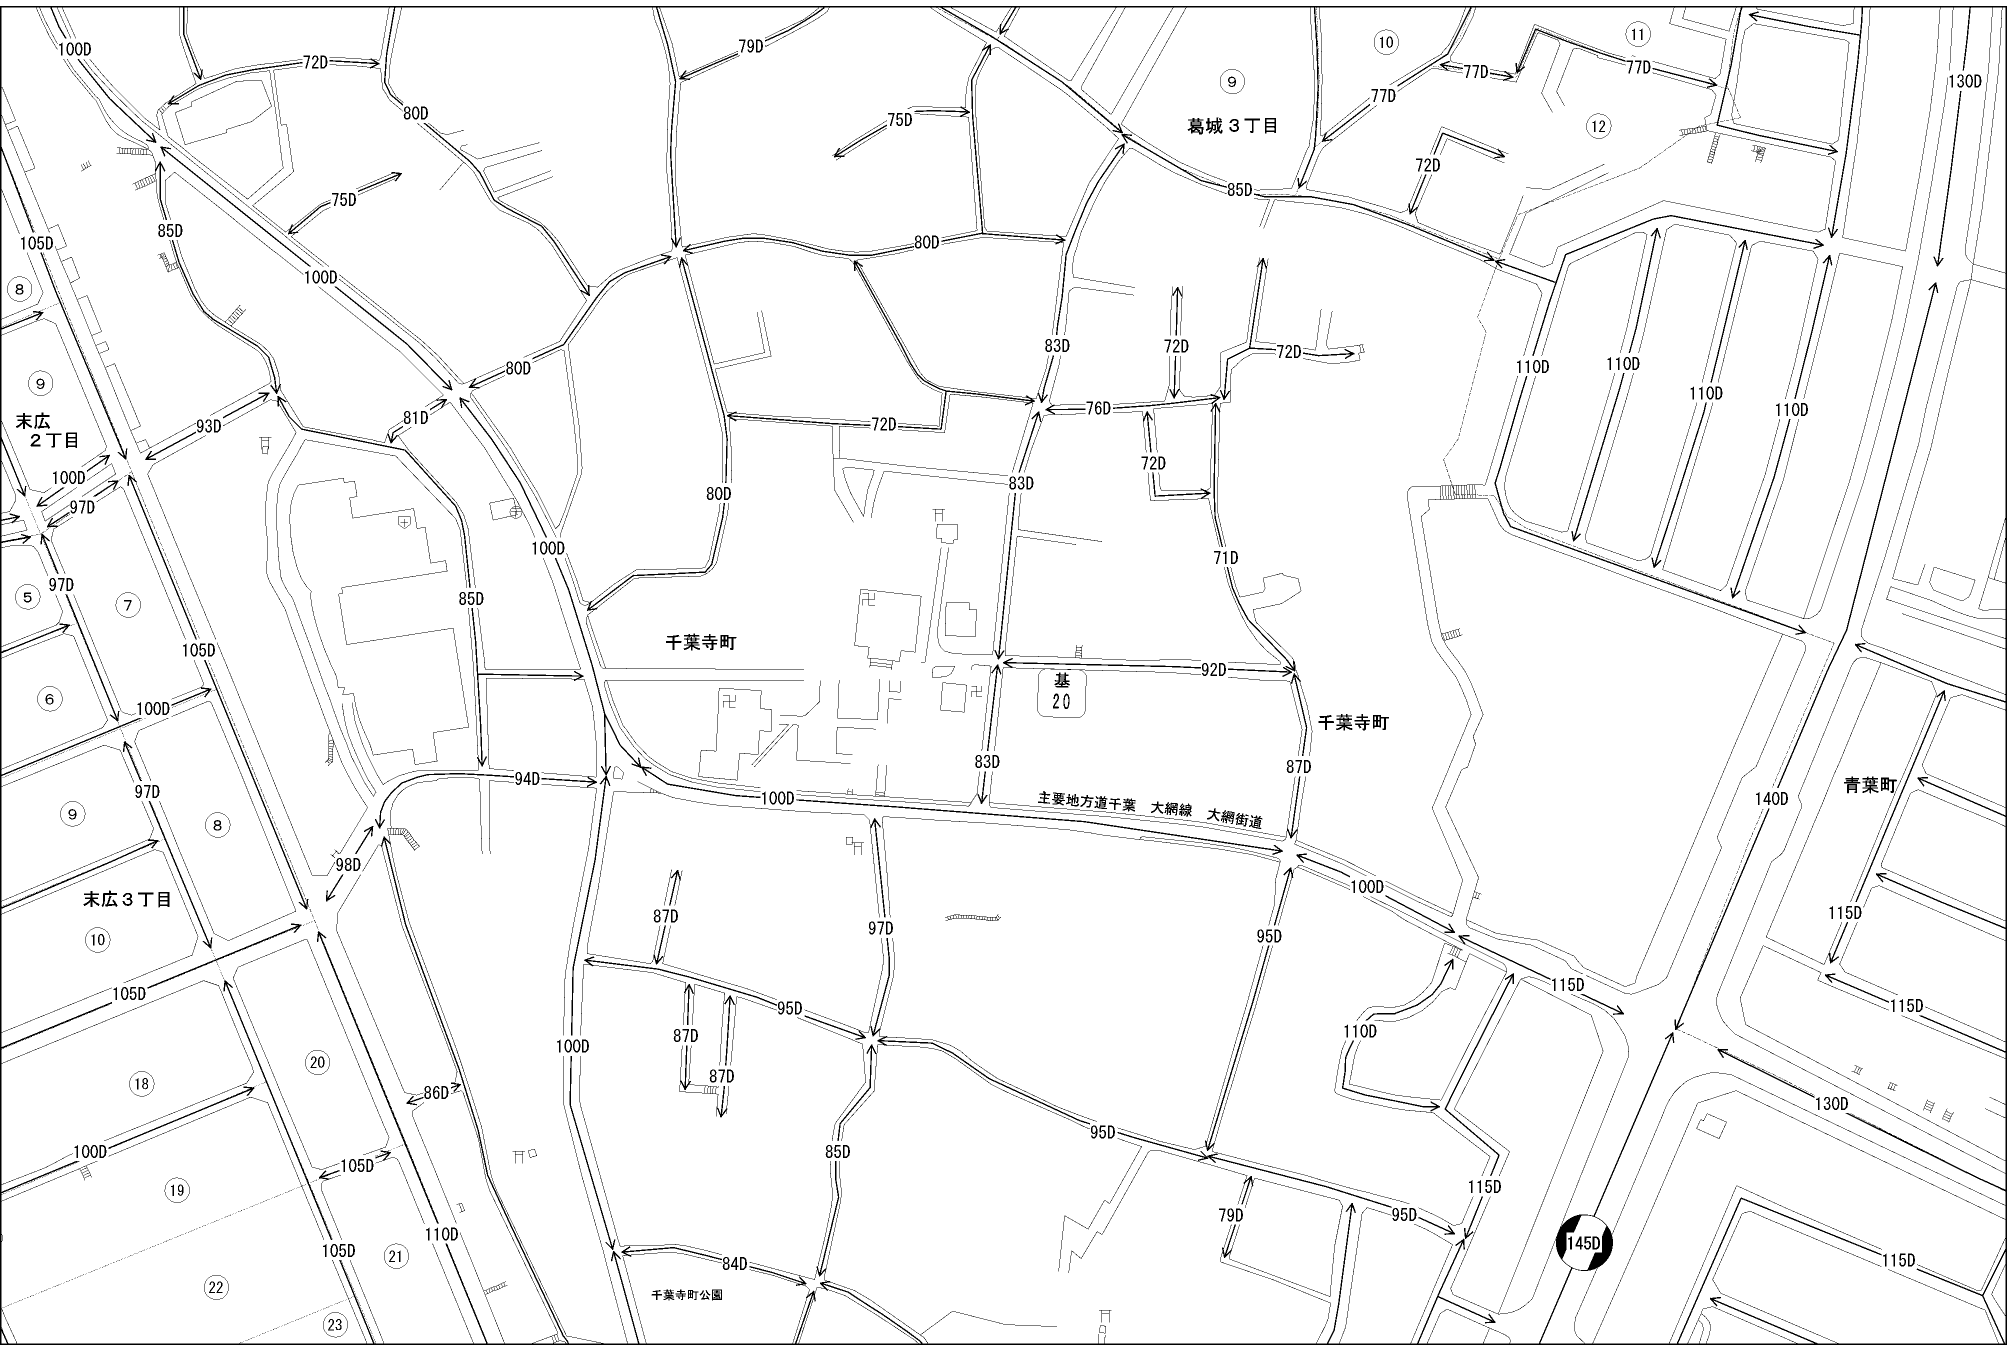 100D
72D
79D
80D
75D
⑨
葛城３丁目
⑩
77D
77D
77D
⑪
⑫
130D
72D
85D
75D
85D
105D
100D
80D
⑧
83D
72D
72D
110D
110D
110D
110D
80D
⑨
末広
２丁目
93D
81D
72D
76D
100D
97D
80D
83D
72D
100D
71D
97D
⑤
⑦
85D
105D
千葉寺町
92D
基
20
⑥
100D
千葉寺町
83D
87D
94D
100D
主要地方道千葉　大網線　大網街道
140D
青葉町
97D
⑨
⑧
98D
100D
末広３丁目
⑩
87D
97D
95D
115D
105D
95D
115D
115D
87D
110D
100D
⑳
⑱
87D
86D
130D
95D
85D
100D
105D
⑲
115D
79D
95D
110D
105D
㉑
145D
84D
115D
㉒
千葉寺町公園
㉓